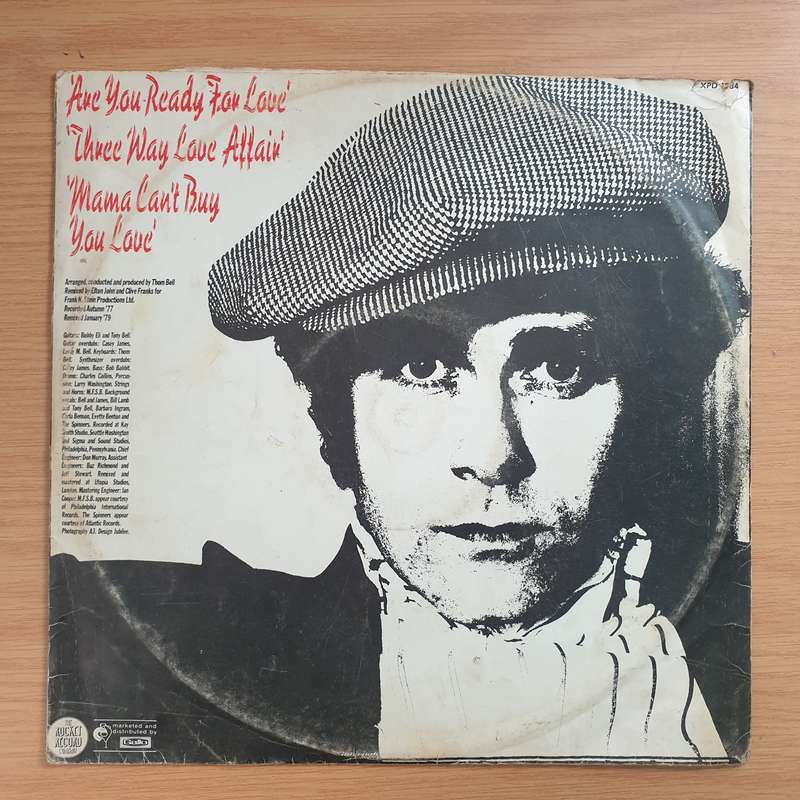 'Are You Ready For Love'
'Three Way Love Affair'
'Mama Can't Buy
You Love'
XPD
Arranged, conducted and produced by Thom Bell
Remixed by Elton John and Clive Franks for
Frank N. Stein Productions Ltd.
Recorded Autumn '77
Remixed January '79
Guitars: Bobby Eli and Tony Bell.
Guitar overdubs: Casey James,
Leroy M. Bell. Keyboards: Thom
Bell. Synthesizer overdubs:
Casey James. Bass: Bob Babbit.
Drums: Charles Collins. Percus-
sion: Larry Washington. Strings
and Horns: M.F.S.B. Background
vocals: Bell and James, Bill Lamb
and Tony Bell, Barbara Ingram,
Carla Benson, Evette Benton and
The Spinners. Recorded at Kay
Smith Studio, Seattle Washington
and Sigma and Sound Studios,
Philadelphia, Pennsylvania. Chief
Engineer: Don Murray, Assistant
Engineers: Buz Richmond and
Jeff Stewart. Remixed and
mastered at Utopia Studios,
London. Mastering Engineer: Ian
Cooper. M.F.S.B. appear courtesy
of Philadelphia International
Records. The Spinners appear
courtesy of Atlantic Records.
Photography A.J. Design Jubilee.
THE
ROCKET
RECORD
COMPANY
marketed and
distributed by
Gallo